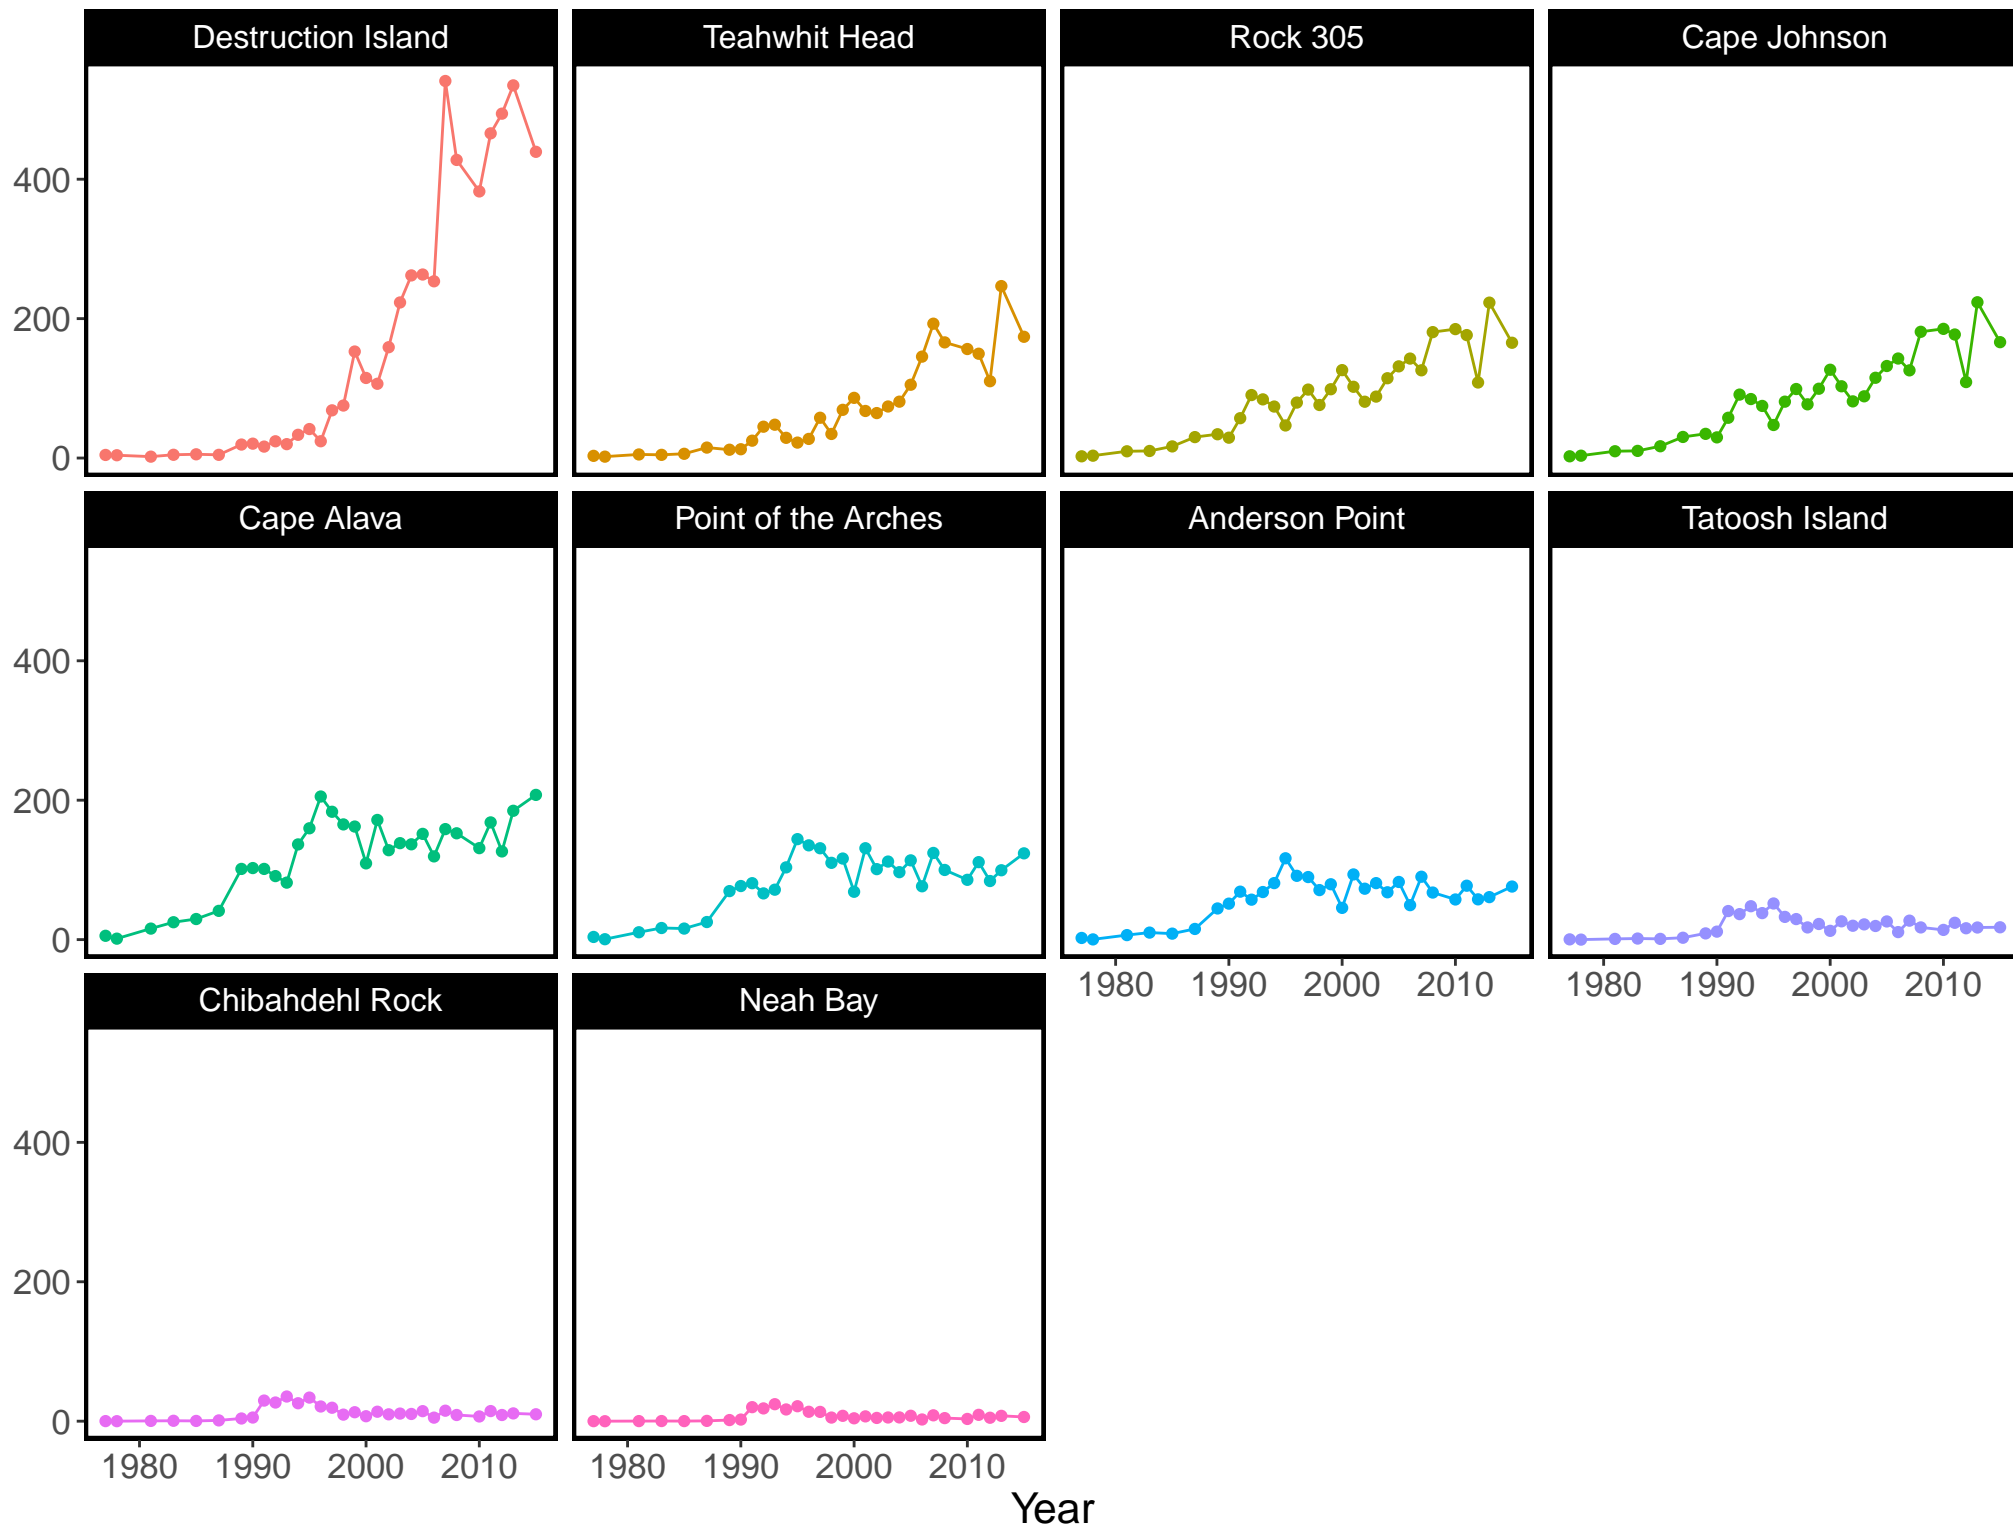 Destruction Island
Teahwhit Head
Rock 305
Cape Johnson
400
200
0
Cape Alava
Point of the Arches
Anderson Point
Tatoosh Island
400
200
0
1980 1990 2000 2010
1980 1990 2000 2010
Chibahdehl Rock
Neah Bay
400
200
0
1980 1990 2000 2010
1980 1990 2000 2010
Year